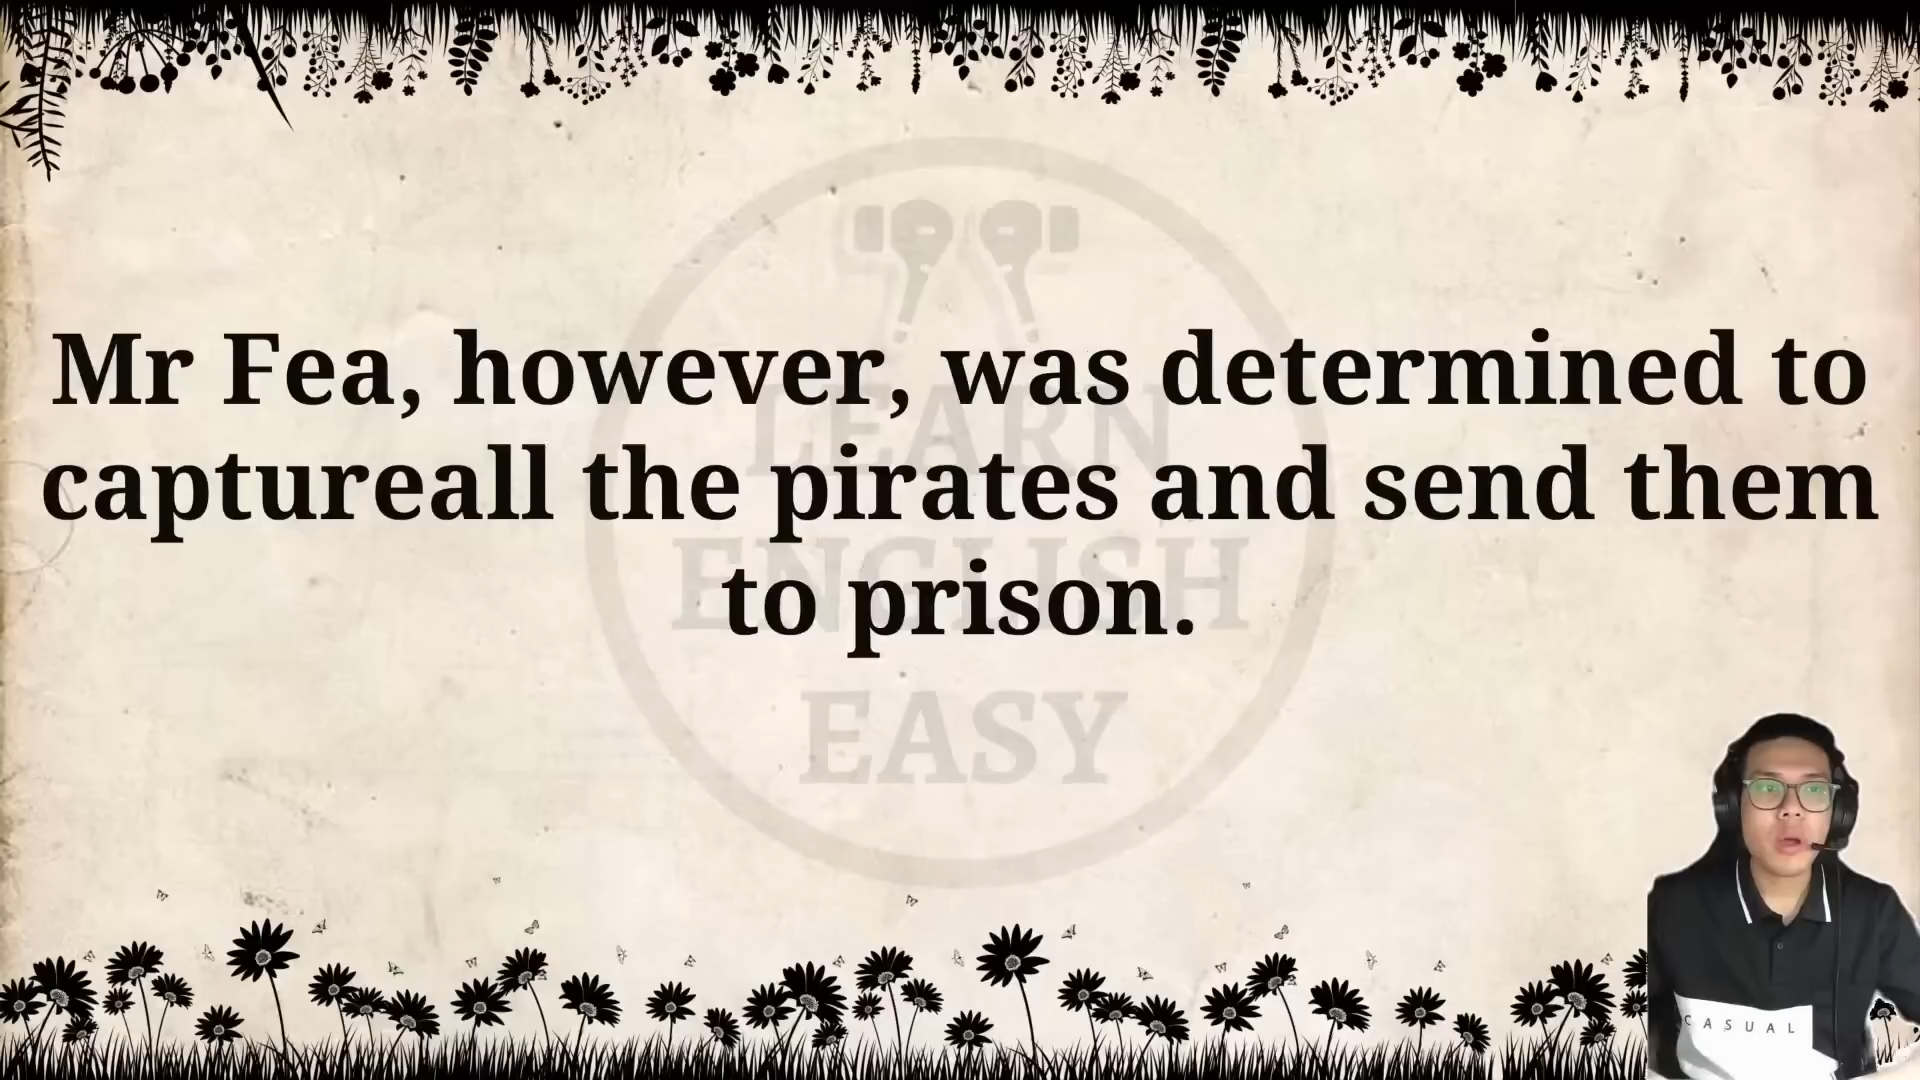 Mr Fea, however, was determined to
captureall the pirates and send them
to prison.
LEARN
ENGLISH
EASY
CASUAL